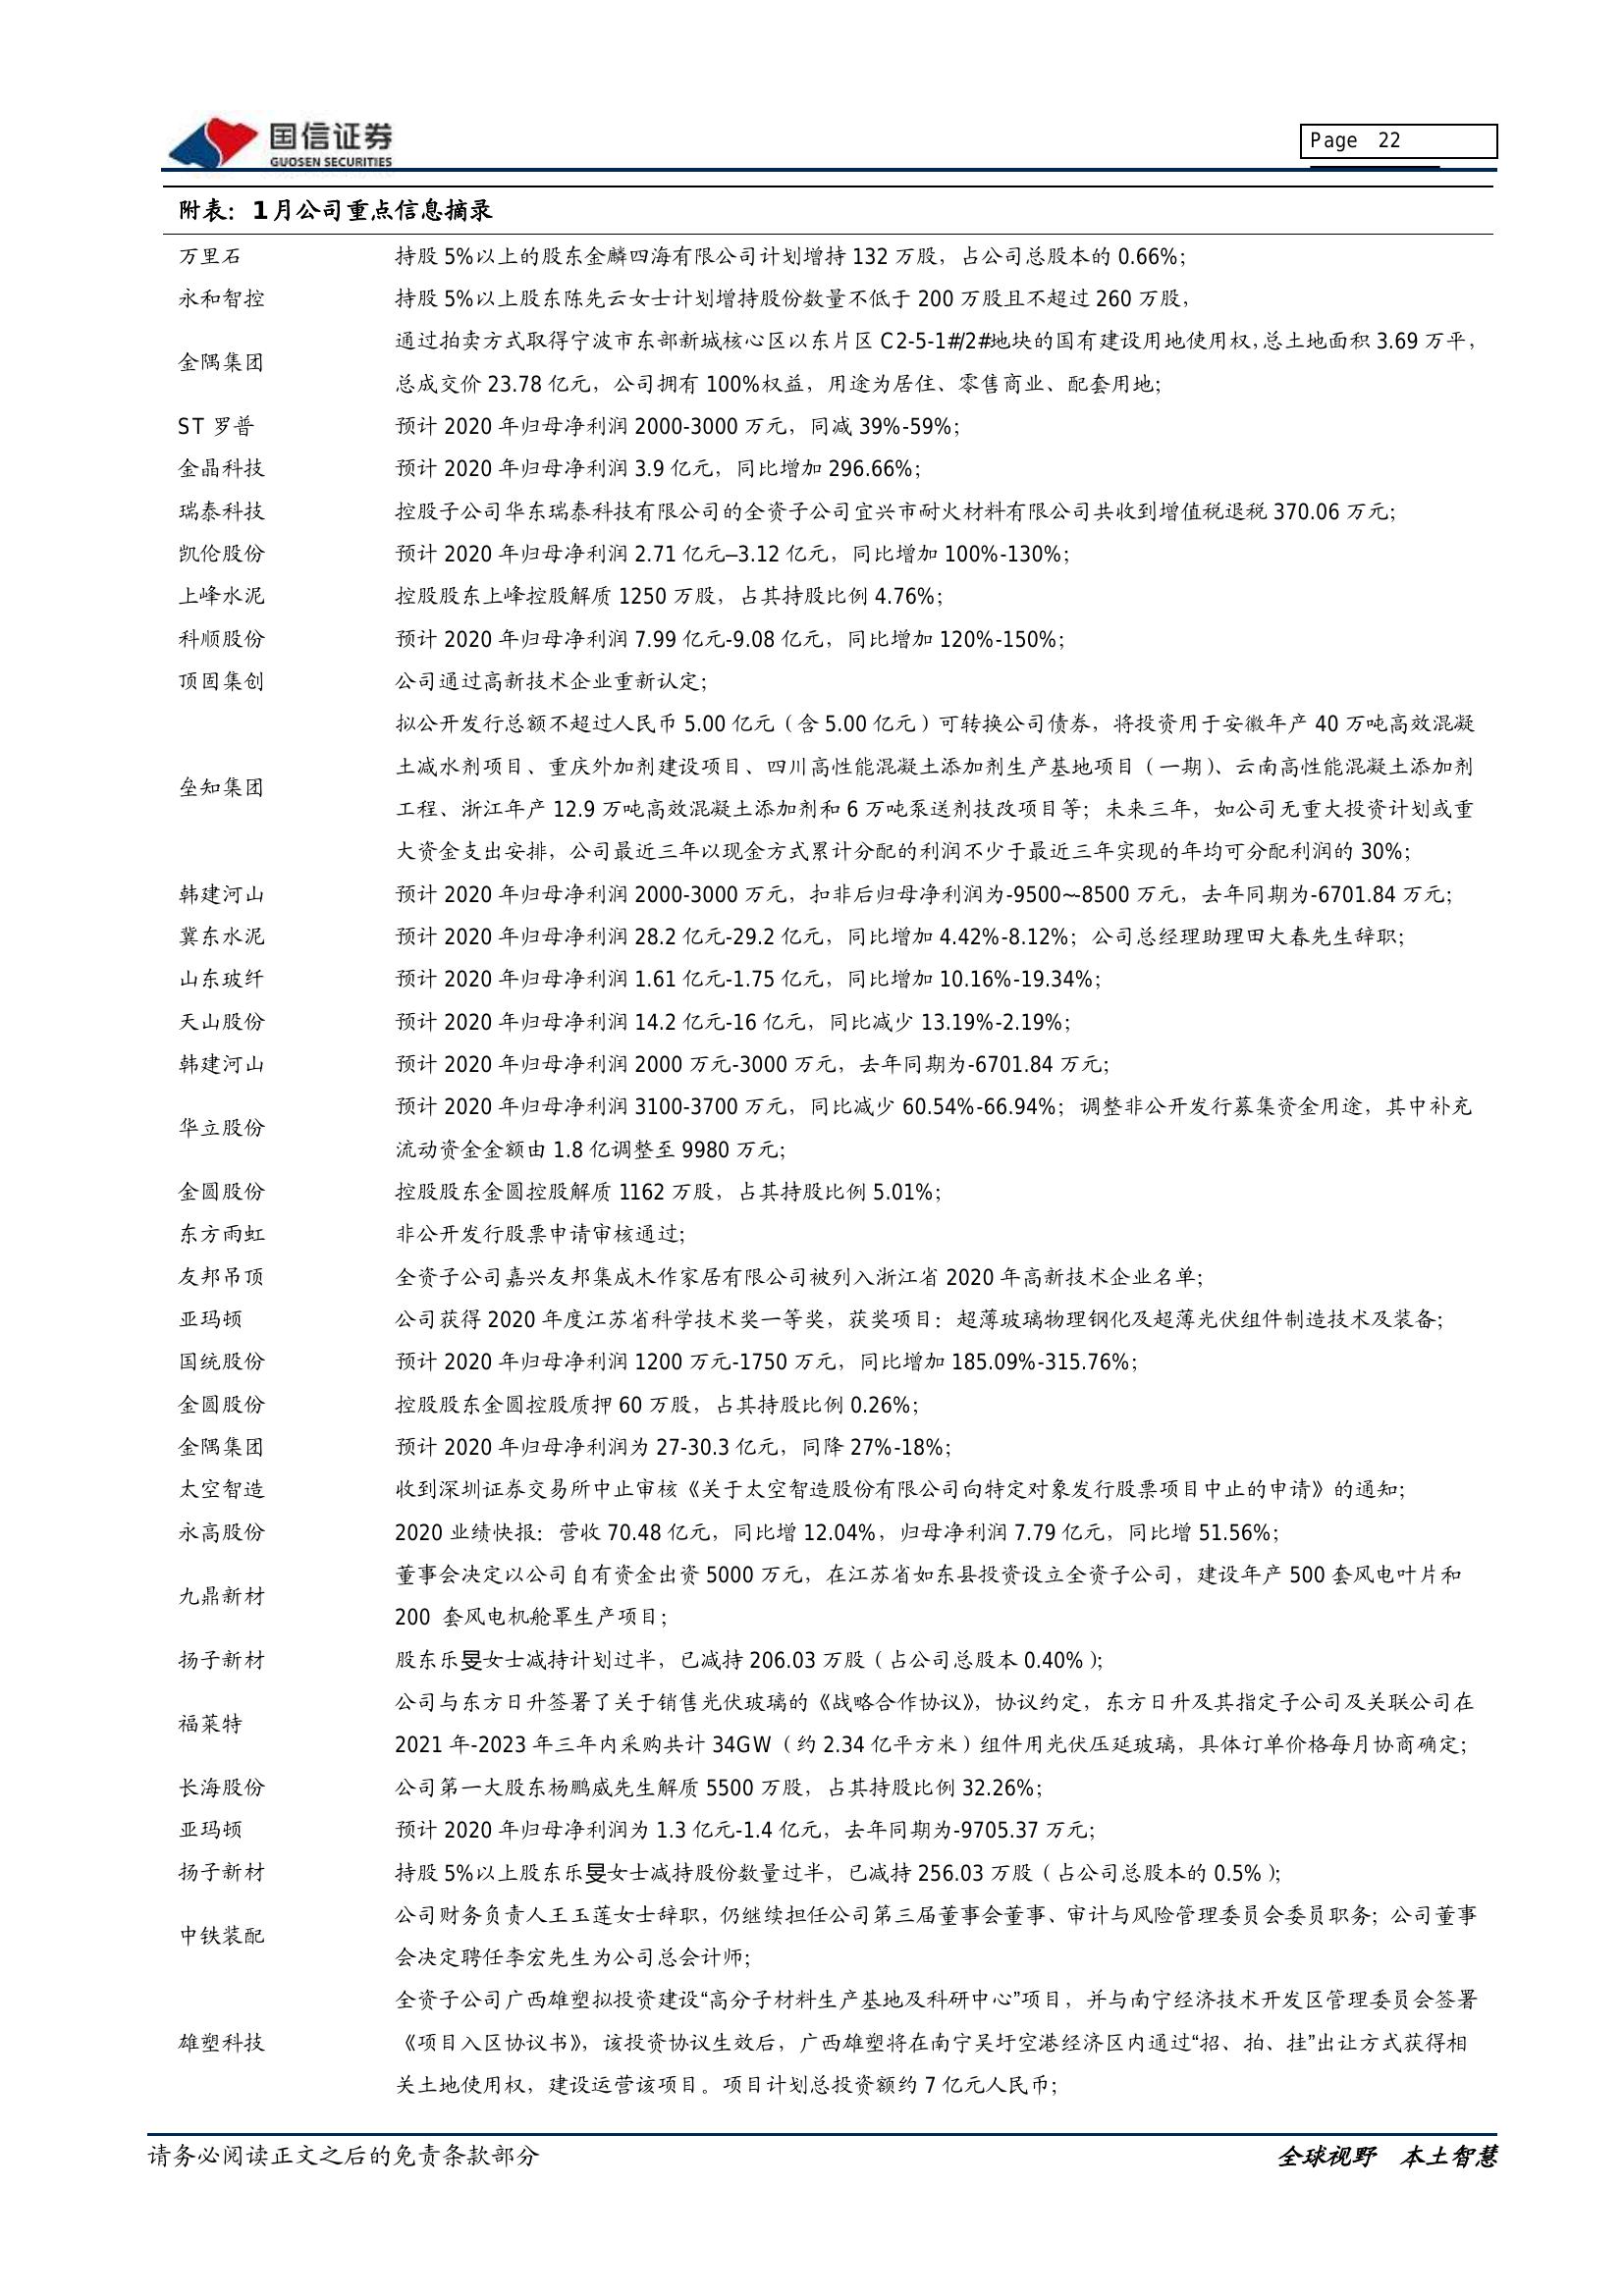 国信证券
GUOSEN SECURITIES
Page 22
附表：1月公司重点信息摘录
万里石 持股 5%以上的股东金麟四海有限公司计划增持 132 万股，占公司总股本的 0.66%；
永和智控 持股 5%以上股东陈先云女士计划增持股份数量不低于 200 万股且不超过 260 万股，
金隅集团 通过拍卖方式取得宁波市东部新城核心区以东片区 C2-5-1#/2#地块的国有建设用地使用权，总土地面积 3.69 万平，
总成交价 23.78 亿元，公司拥有 100%权益，用途为居住、零售商业、配套用地；
ST 罗普 预计 2020 年归母净利润 2000-3000 万元，同减 39%-59%；
金晶科技 预计 2020 年归母净利润 3.9 亿元，同比增加 296.66%；
瑞泰科技 控股子公司华东瑞泰科技有限公司的全资子公司宜兴市耐火材料有限公司共收到增值税退税 370.06 万元；
凯伦股份 预计 2020 年归母净利润 2.71 亿元—3.12 亿元，同比增加 100%-130%；
上峰水泥 控股股东上峰控股解质 1250 万股，占其持股比例 4.76%；
科顺股份 预计 2020 年归母净利润 7.99 亿元-9.08 亿元，同比增加 120%-150%；
顶固集创 公司通过高新技术企业重新认定；
垒知集团 拟公开发行总额不超过人民币 5.00 亿元（含 5.00 亿元）可转换公司债券，将投资用于安徽年产 40 万吨高效混凝
土减水剂项目、重庆外加剂建设项目、四川高性能混凝土添加剂生产基地项目（一期）、云南高性能混凝土添加剂
工程、浙江年产 12.9 万吨高效混凝土添加剂和 6 万吨泵送剂技改项目等；未来三年，如公司无重大投资计划或重
大资金支出安排，公司最近三年以现金方式累计分配的利润不少于最近三年实现的年均可分配利润的 30%；
韩建河山 预计 2020 年归母净利润 2000-3000 万元，扣非后归母净利润为-9500~-8500 万元，去年同期为-6701.84 万元；
冀东水泥 预计 2020 年归母净利润 28.2 亿元-29.2 亿元，同比增加 4.42%-8.12%；公司总经理助理田大春先生辞职；
山东玻纤 预计 2020 年归母净利润 1.61 亿元-1.75 亿元，同比增加 10.16%-19.34%；
天山股份 预计 2020 年归母净利润 14.2 亿元-16 亿元，同比减少 13.19%-2.19%；
韩建河山 预计 2020 年归母净利润 2000 万元-3000 万元，去年同期为-6701.84 万元；
华立股份 预计 2020 年归母净利润 3100-3700 万元，同比减少 60.54%-66.94%；调整非公开发行募集资金用途，其中补充
流动资金金额由 1.8 亿调整至 9980 万元；
金圆股份 控股股东金圆控股解质 1162 万股，占其持股比例 5.01%；
东方雨虹 非公开发行股票申请审核通过；
友邦吊顶 全资子公司嘉兴友邦集成木作家居有限公司被列入浙江省 2020 年高新技术企业名单；
亚玛顿 公司获得 2020 年度江苏省科学技术奖一等奖，获奖项目：超薄玻璃物理钢化及超薄光伏组件制造技术及装备；
国统股份 预计 2020 年归母净利润 1200 万元-1750 万元，同比增加 185.09%-315.76%；
金圆股份 控股股东金圆控股质押 60 万股，占其持股比例 0.26%；
金隅集团 预计 2020 年归母净利润为 27-30.3 亿元，同降 27%-18%；
太空智造 收到深圳证券交易所中止审核《关于太空智造股份有限公司向特定对象发行股票项目中止的申请》的通知；
永高股份 2020 业绩快报：营收 70.48 亿元，同比增 12.04%，归母净利润 7.79 亿元，同比增 51.56%；
九鼎新材 董事会决定以公司自有资金出资 5000 万元，在江苏省如东县投资设立全资子公司，建设年产 500 套风电叶片和
200 套风电机舱罩生产项目；
扬子新材 股东乐旻女士减持计划过半，已减持 206.03 万股（占公司总股本 0.40%）；
福莱特 公司与东方日升签署了关于销售光伏玻璃的《战略合作协议》，协议约定，东方日升及其指定子公司及关联公司在
2021 年-2023 年三年内采购共计 34GW（约 2.34 亿平方米）组件用光伏压延玻璃，具体订单价格每月协商确定；
长海股份 公司第一大股东杨鹏威先生解质 5500 万股，占其持股比例 32.26%；
亚玛顿 预计 2020 年归母净利润为 1.3 亿元-1.4 亿元，去年同期为-9705.37 万元；
扬子新材 持股 5%以上股东乐旻女士减持股份数量过半，已减持 256.03 万股（占公司总股本的 0.5%）；
中铁装配 公司财务负责人王玉莲女士辞职，仍继续担任公司第三届董事会董事、审计与风险管理委员会委员职务；公司董事
会决定聘任李宏先生为公司总会计师；
雄塑科技 全资子公司广西雄塑拟投资建设“高分子材料生产基地及科研中心”项目，并与南宁经济技术开发区管理委员会签署
《项目入区协议书》，该投资协议生效后，广西雄塑将在南宁吴圩空港经济区内通过“招、拍、挂”出让方式获得相
关土地使用权，建设运营该项目。项目计划总投资额约 7 亿元人民币；
请务必阅读正文之后的免责条款部分
全球视野 本土智慧